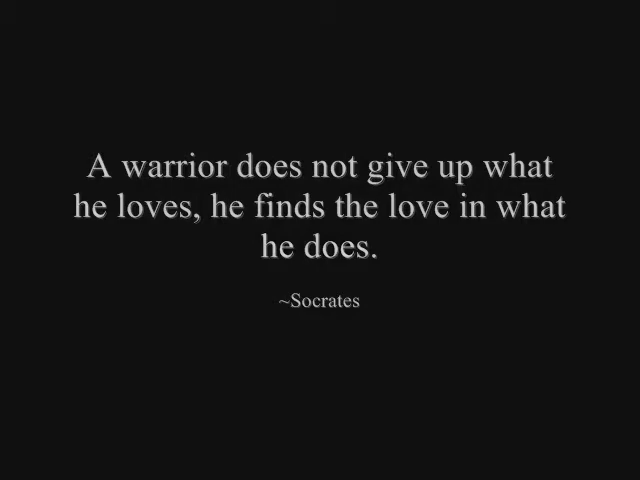 A warrior does not give up what
he loves, he finds the love in what
he does.
~Socrates